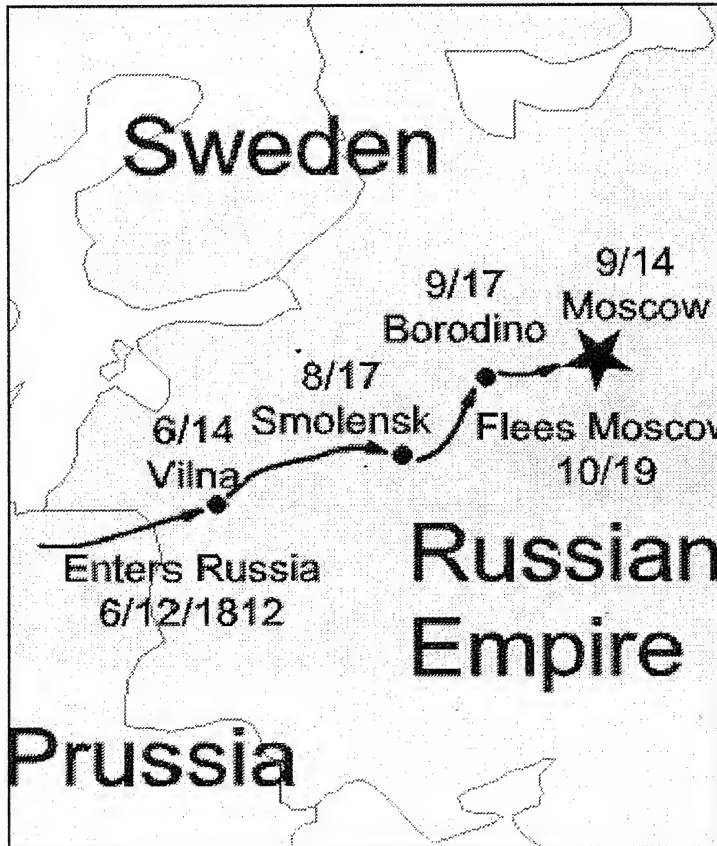 Sweden
9/14
Moscow
9/17
Borodino
8/17
Smolensk
6/14
Vilna
Flees Moscow
10/19
Enters Russia
6/12/1812
Russian
Empire
Prussia